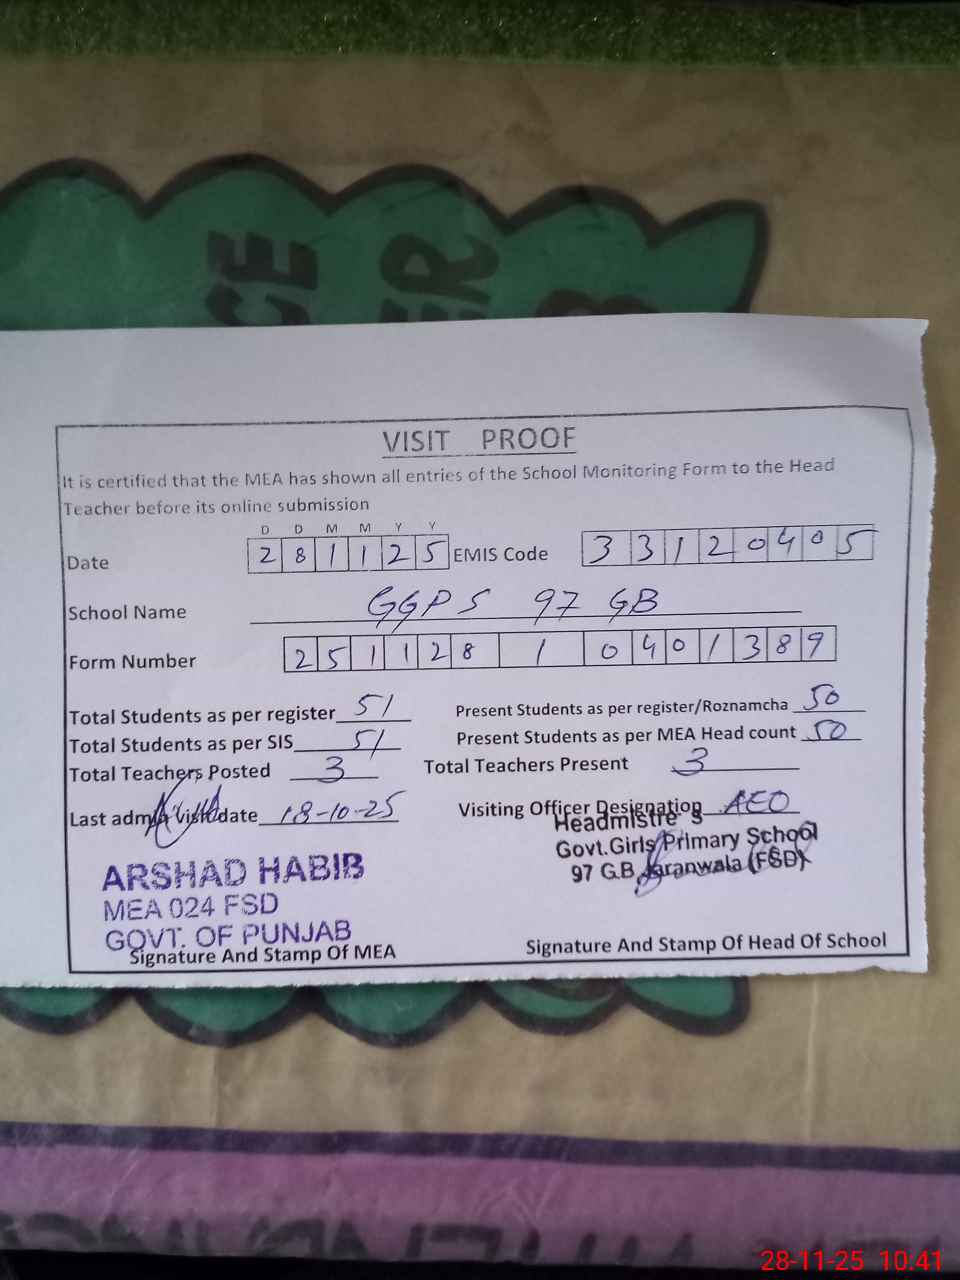 CE
ER
VISIT PROOF
It is certified that the MEA has shown all entries of the School Monitoring Form to the Head
Teacher before its online submission
D D M M Y Y
Date 2 8 1 1 2 5 EMIS Code 3 3 1 2 0 4 0 5
School Name GGPS 97 GB
Form Number 2 5 1 1 2 8 1 0 4 0 1 3 8 9
Total Students as per register 51 Present Students as per register/Roznamcha 50
Total Students as per SIS 51 Present Students as per MEA Head count 50
Total Teachers Posted 3 Total Teachers Present 3
Last admn visit date 18-10-25 Visiting Officer Designation AEO
Headmistre s
Govt.Girls Primary School
97 G.B Jaranwala (FSD)
ARSHAD HABIB
MEA 024 FSD
GOVT. OF PUNJAB
Signature And Stamp Of MEA Signature And Stamp Of Head Of School
28-11-25 10:41